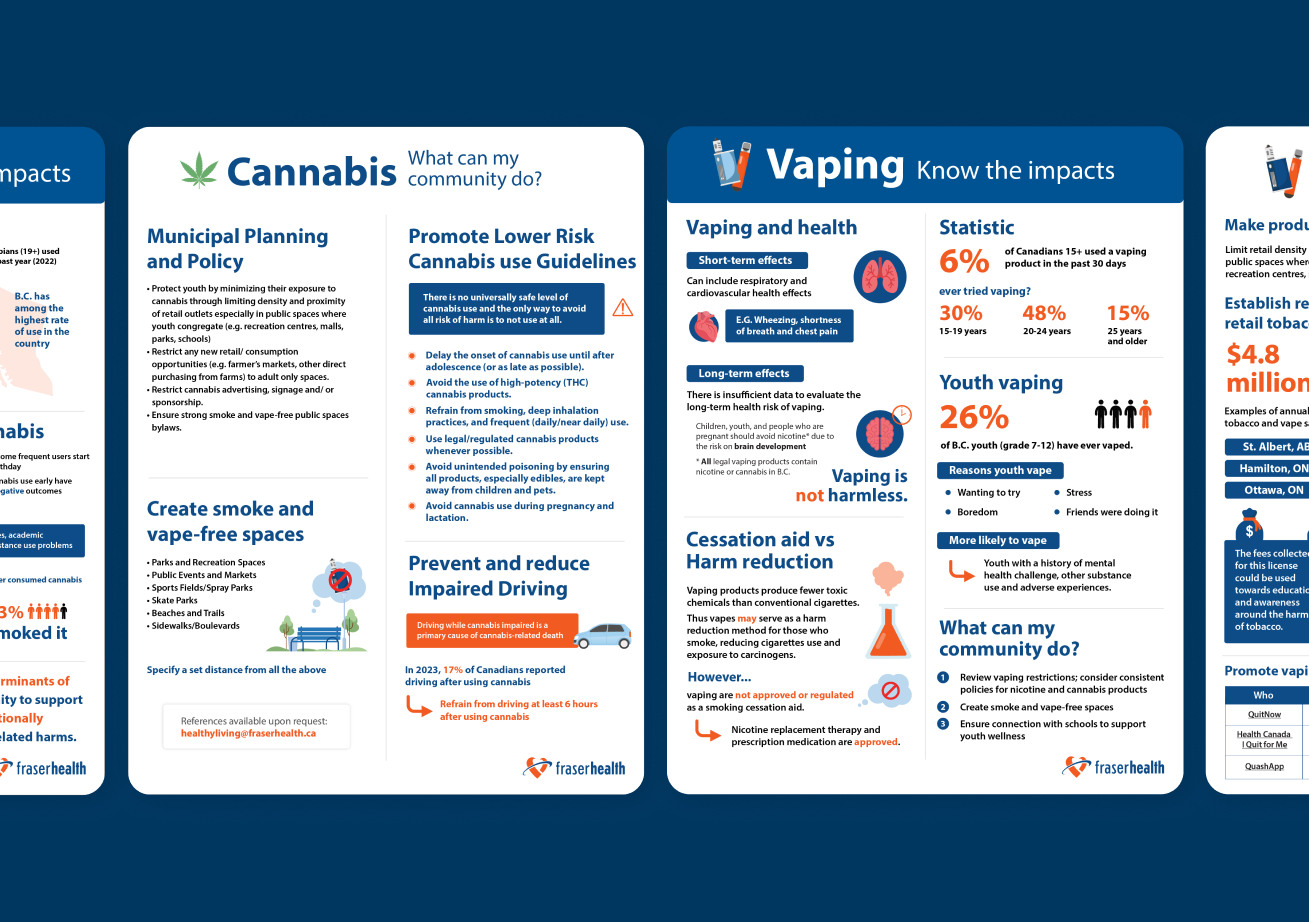 mpacts
bians (19+) used
past year (2022)
B.C. has
among the
highest rate
of use in the
country
nabis
ome frequent users start
thday
nnabis use early have
egative outcomes
es, academic
stance use problems
er consumed cannabis
3%
moked it
rminants of
ity to support
tionally
elated harms.
fraserhealth
Cannabis What can my
community do?
Municipal Planning
and Policy
• Protect youth by minimizing their exposure to
cannabis through limiting density and proximity
of retail outlets especially in public spaces where
youth congregate (e.g. recreation centres, malls,
parks, schools)
• Restrict any new retail/ consumption
opportunities (e.g. farmer's markets, other direct
purchasing from farms) to adult only spaces.
• Restrict cannabis advertising, signage and/ or
sponsorship.
• Ensure strong smoke and vape-free public spaces
bylaws.
Create smoke and
vape-free spaces
• Parks and Recreation Spaces
• Public Events and Markets
• Sports Fields/Spray Parks
• Skate Parks
• Beaches and Trails
• Sidewalks/Boulevards
Specify a set distance from all the above
References available upon request:
healthyliving@fraserhealth.ca
Promote Lower Risk
Cannabis use Guidelines
There is no universally safe level of
cannabis use and the only way to avoid
all risk of harm is to not use at all.
Delay the onset of cannabis use until after
adolescence (or as late as possible).
Avoid the use of high-potency (THC)
cannabis products.
Refrain from smoking, deep inhalation
practices, and frequent (daily/near daily) use.
Use legal/regulated cannabis products
whenever possible.
Avoid unintended poisoning by ensuring
all products, especially edibles, are kept
away from children and pets.
Avoid cannabis use during pregnancy and
lactation.
Prevent and reduce
Impaired Driving
Driving while cannabis impaired is a
primary cause of cannabis-related death
In 2023, 17% of Canadians reported
driving after using cannabis
Refrain from driving at least 6 hours
after using cannabis
fraserhealth
Vaping Know the impacts
Vaping and health
Short-term effects
Can include respiratory and
cardiovascular health effects
E.G. Wheezing, shortness
of breath and chest pain
Long-term effects
There is insufficient data to evaluate the
long-term health risk of vaping.
Children, youth, and people who are
pregnant should avoid nicotine* due to
the risk on brain development
* All legal vaping products contain
nicotine or cannabis in B.C.
Vaping is
not harmless.
Cessation aid vs
Harm reduction
Vaping products produce fewer toxic
chemicals than conventional cigarettes.
Thus vapes may serve as a harm
reduction method for those who
smoke, reducing cigarettes use and
exposure to carcinogens.
However...
vaping are not approved or regulated
as a smoking cessation aid.
Nicotine replacement therapy and
prescription medication are approved.
Statistic
6% of Canadians 15+ used a vaping
product in the past 30 days
ever tried vaping?
30% 48% 15%
15-19 years 20-24 years 25 years
and older
Youth vaping
26%
of B.C. youth (grade 7-12) have ever vaped.
Reasons youth vape
• Wanting to try • Stress
• Boredom • Friends were doing it
More likely to vape
Youth with a history of mental
health challenge, other substance
use and adverse experiences.
What can my
community do?
1 Review vaping restrictions; consider consistent
policies for nicotine and cannabis products
2 Create smoke and vape-free spaces
3 Ensure connection with schools to support
youth wellness
fraserhealth
Make produ
Limit retail density
public spaces wher
recreation centres,
Establish re
retail tobac
$4.8
million
Examples of annual
tobacco and vape s
St. Albert, AB
Hamilton, ON
Ottawa, ON
$
The fees collected
for this license
could be used
towards educatio
and awareness
around the harm
of tobacco.
Promote vapi
Who
QuitNow
Health Canada
I Quit for Me
QuashApp